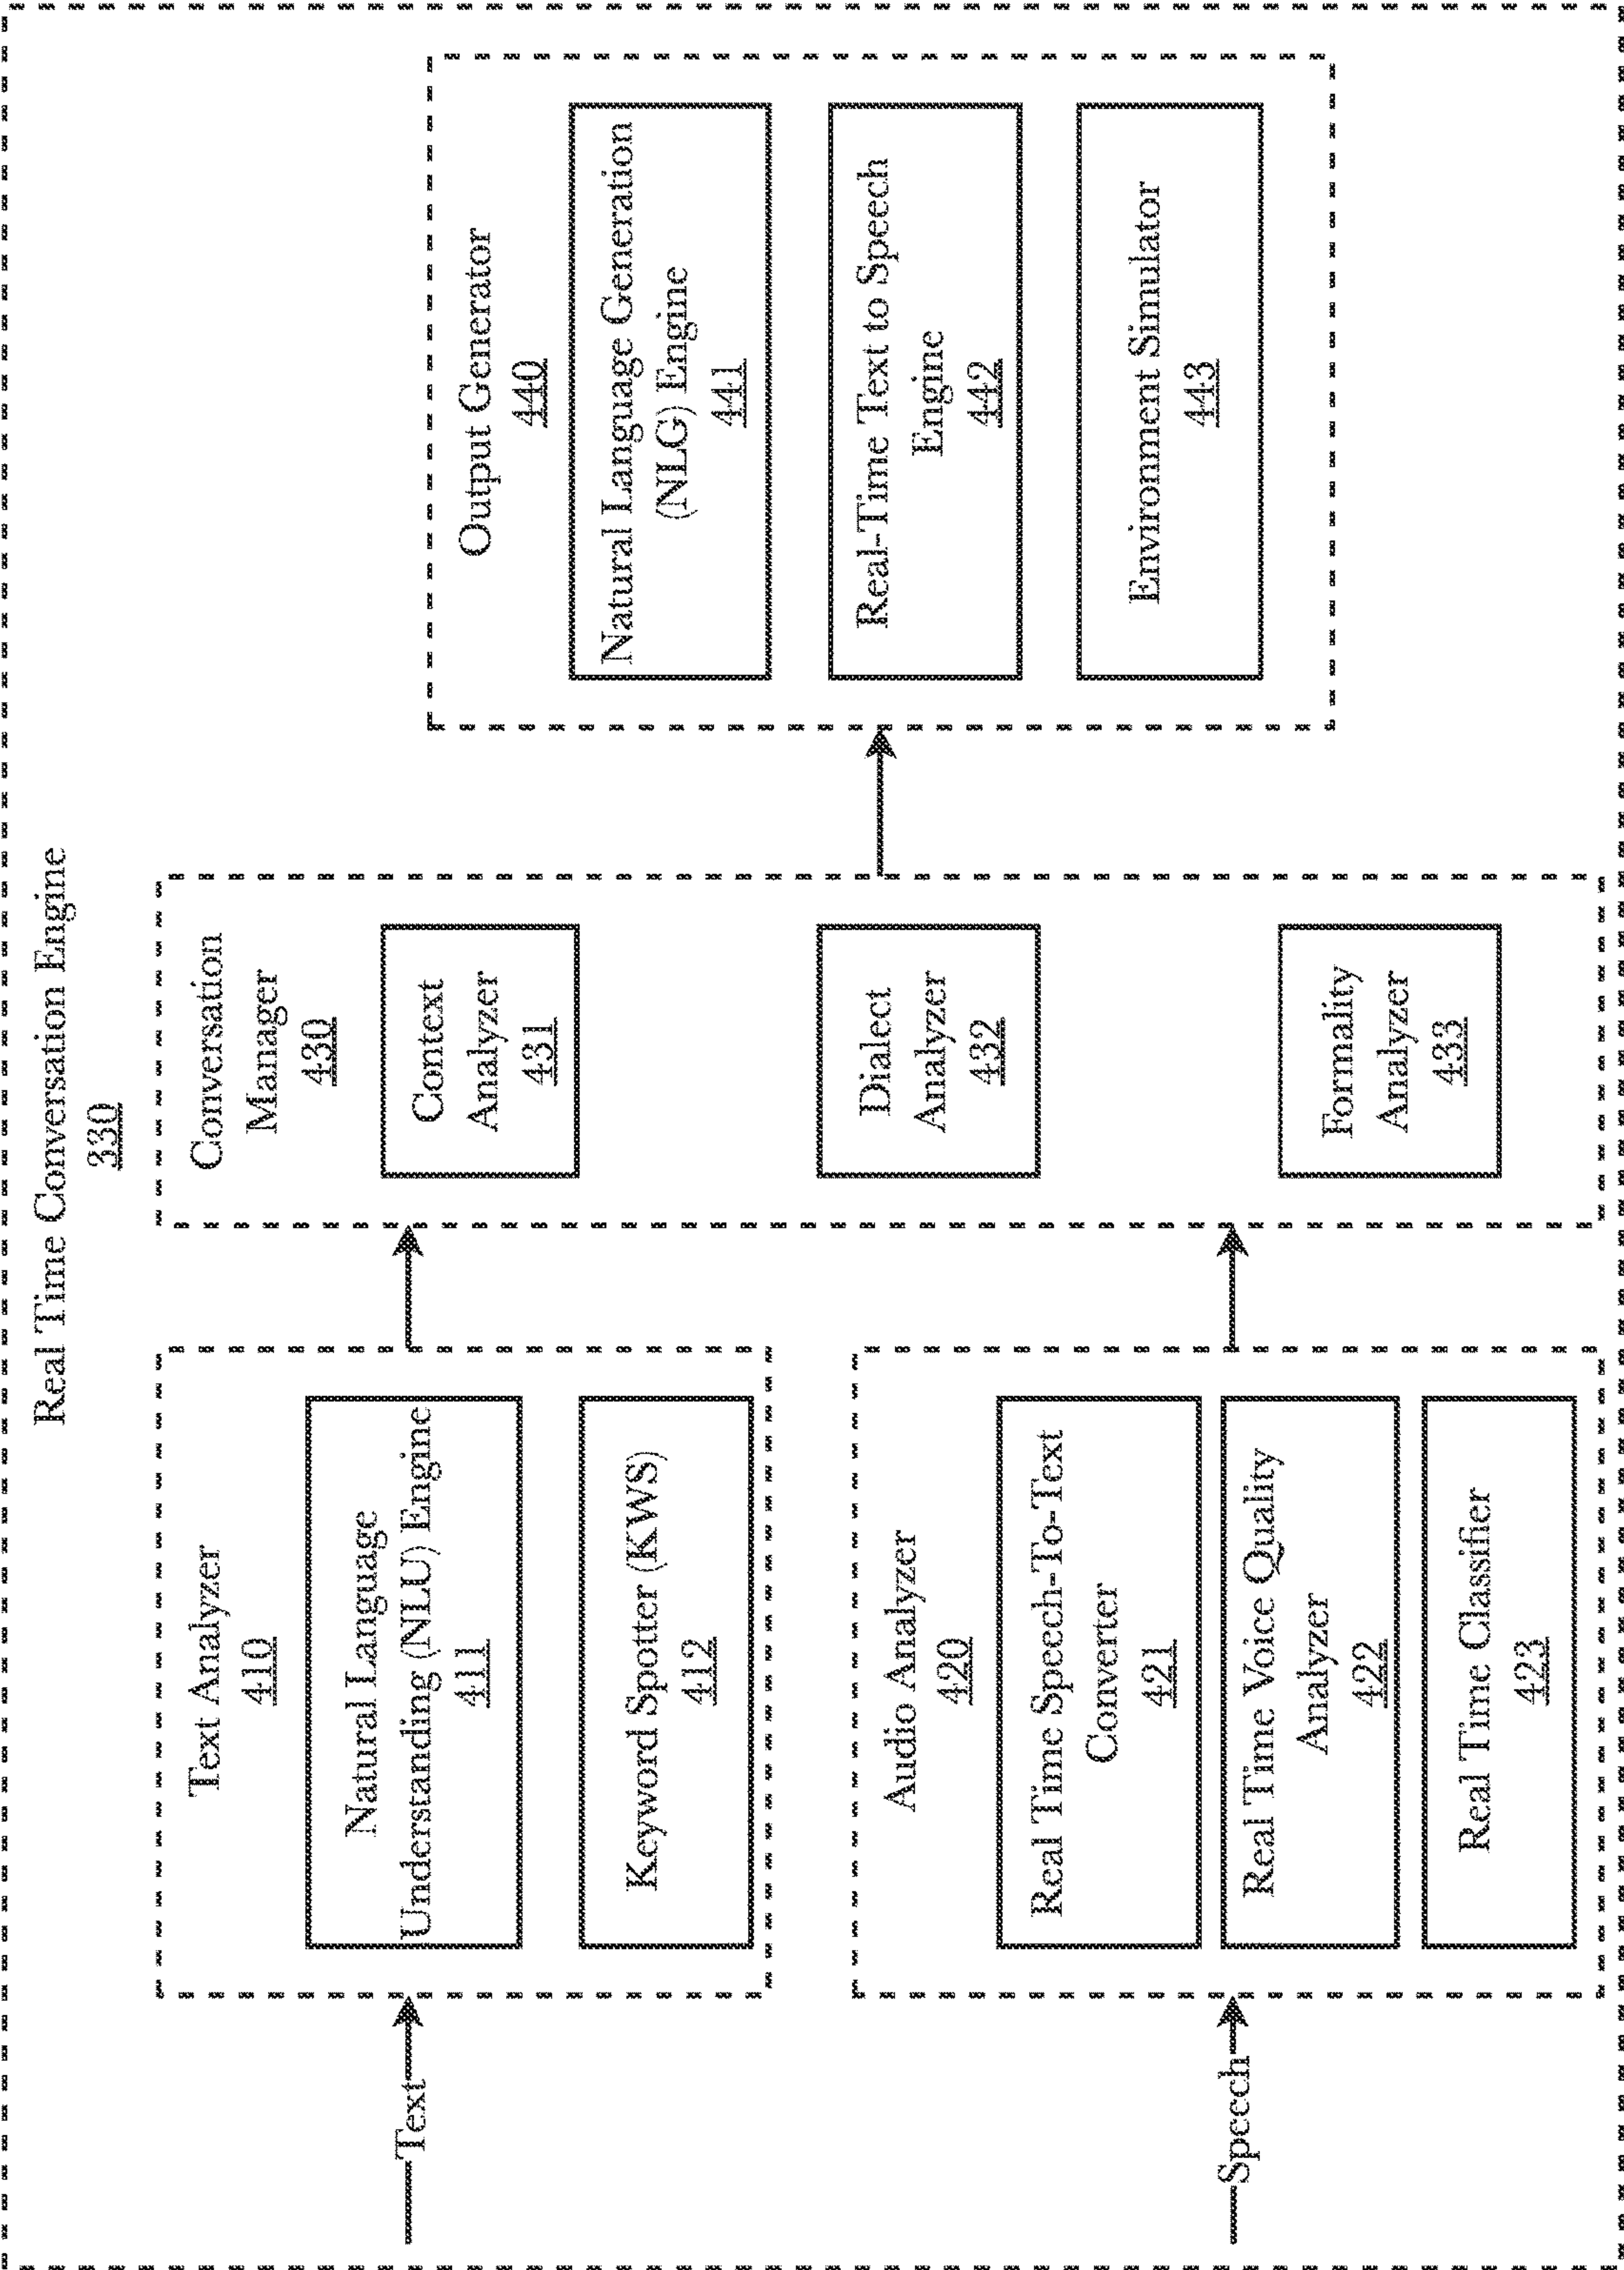 Real Time Conversation Engine
330
Text
Text Analyzer
410
Natural Language
Understanding (NLU) Engine
411
Keyword Spotter (KWS)
412
Speech
Audio Analyzer
420
Real Time Speech-To-Text
Converter
421
Real Time Voice Quality
Analyzer
422
Real Time Classifier
423
Conversation
Manager
430
Context
Analyzer
431
Dialect
Analyzer
432
Formality
Analyzer
433
Output Generator
440
Natural Language Generation
(NLG) Engine
441
Real-Time Text to Speech
Engine
442
Environment Simulator
443